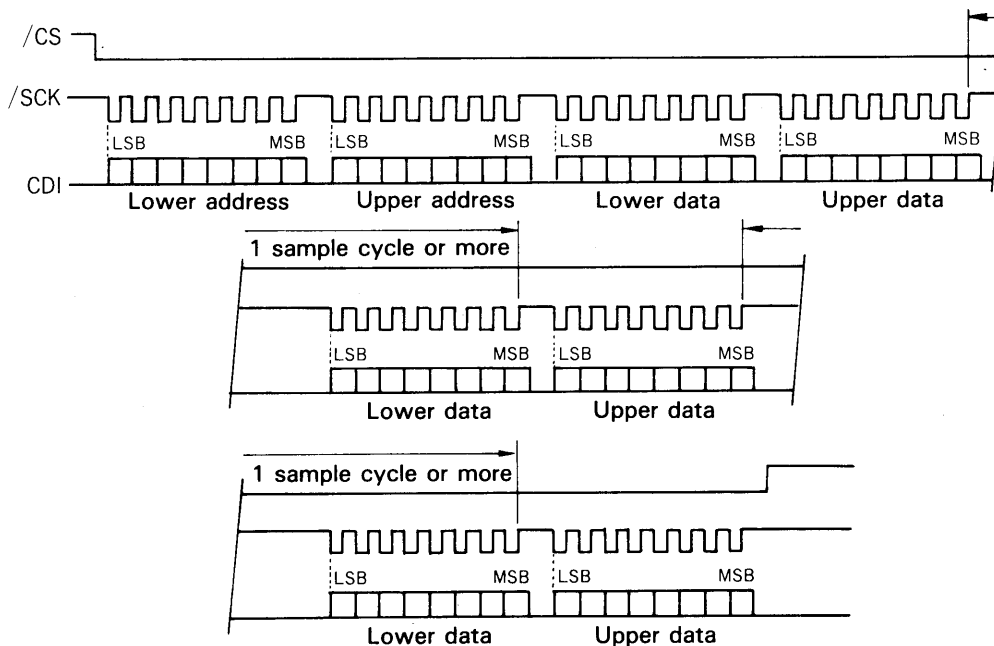 /CS
/SCK
LSB MSB LSB MSB LSB MSB LSB MSB
CDI
Lower address Upper address Lower data Upper data
1 sample cycle or more
LSB MSB LSB MSB
Lower data Upper data
1 sample cycle or more
LSB MSB LSB MSB
Lower data Upper data